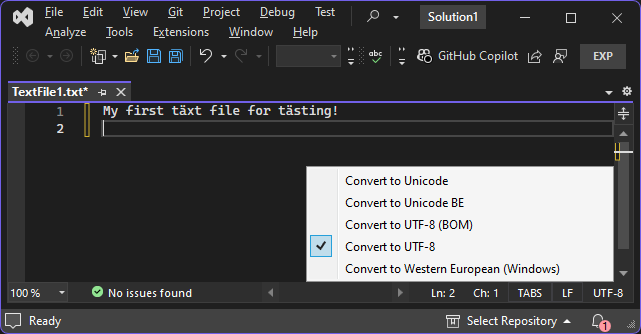 File Edit View Git Project Debug Test
Analyze Tools Extensions Window Help
Solution1
abc GitHub Copilot EXP
TextFile1.txt*
1 My first täxt file for tästing!
2
Convert to Unicode
Convert to Unicode BE
Convert to UTF-8 (BOM)
Convert to UTF-8
Convert to Western European (Windows)
100 % No issues found Ln: 2 Ch: 1 TABS LF UTF-8
Ready Select Repository 1